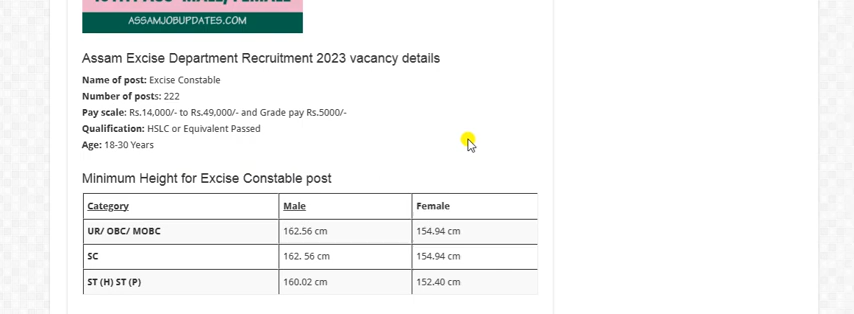 ASSAMJOBUPDATES.COM
Assam Excise Department Recruitment 2023 vacancy details
Name of post: Excise Constable
Number of posts: 222
Pay scale: Rs.14,000/- to Rs.49,000/- and Grade pay Rs.5000/-
Qualification: HSLC or Equivalent Passed
Age: 18-30 Years
Minimum Height for Excise Constable post
Category Male Female
UR/ OBC/ MOBC 162.56 cm 154.94 cm
SC 162. 56 cm 154.94 cm
ST (H) ST (P) 160.02 cm 152.40 cm